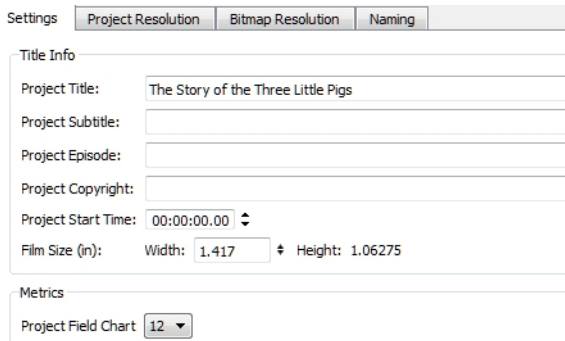 Settings Project Resolution Bitmap Resolution Naming
Title Info
Project Title: The Story of the Three Little Pigs
Project Subtitle:
Project Episode:
Project Copyright:
Project Start Time: 00:00:00.00
Film Size (in): Width: 1.417 Height: 1.06275
Metrics
Project Field Chart 12